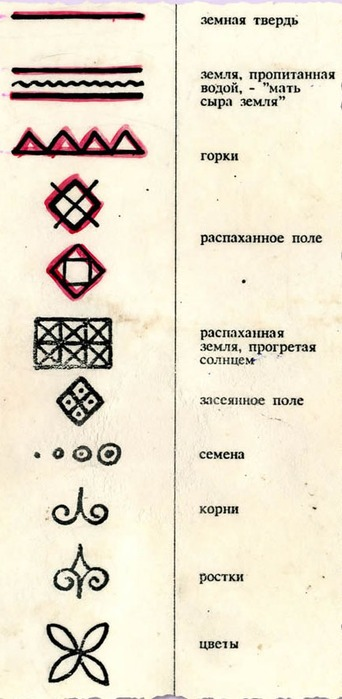 земная твердь
земля, пропитанная
водой, - "мать
сыра земля"
горки
распаханное поле
распаханная
земля, прогретая
солнцем
засеянное поле
семена
корни
ростки
цветы